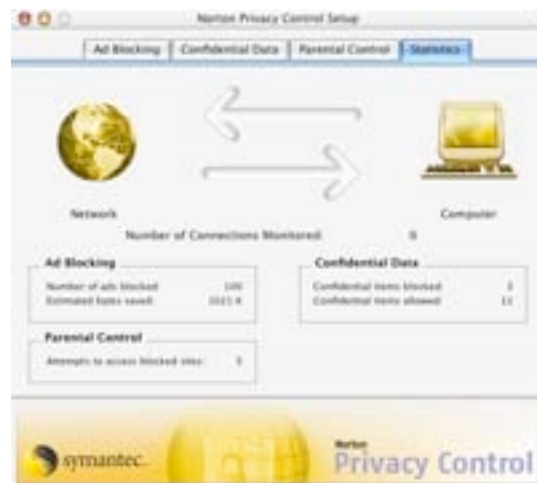 Norton Privacy Control Setup
Ad Blocking Confidential Data Parental Control Statistics
Network Computer
Number of Connections Monitored: 0
Ad Blocking Confidential Data
Number of ads blocked: Confidential items blocked: 3
Estimated bytes saved: Confidential items allowed: 11
Parental Control
Attempts to access blocked sites:
symantec. Norton
Privacy Control